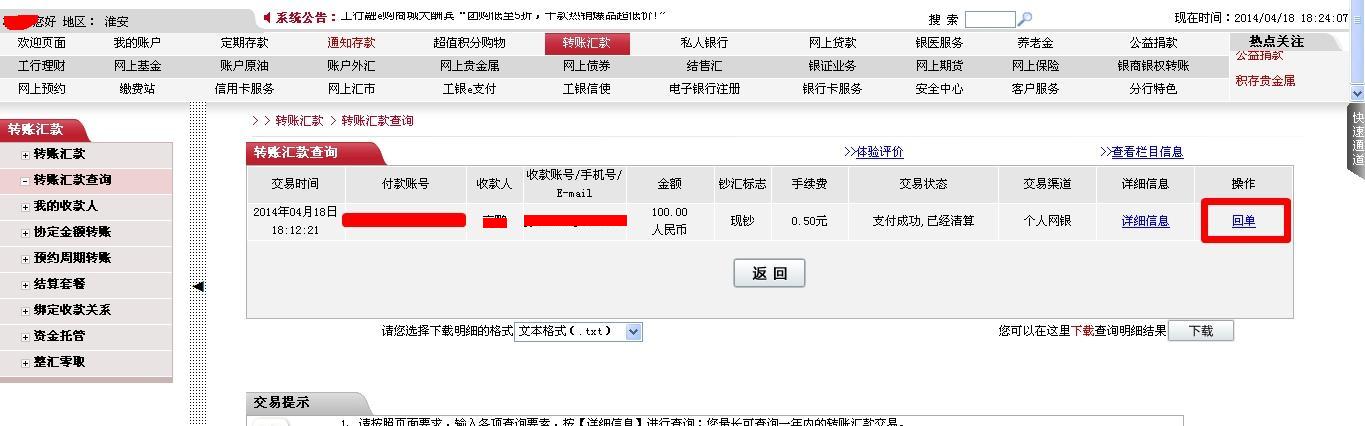 您好 地区： 淮安
系统公告：工行融e购商城大酬宾“团购低至5折，千款热销爆品超低价!”
搜 索
现在时间：2014/04/18 18:24:07
欢迎页面 我的账户 定期存款 通知存款 超值积分购物 转账汇款 私人银行 网上贷款 银医服务 养老金 公益捐款 热点关注
工行理财 网上基金 账户原油 账户外汇 网上贵金属 网上债券 结售汇 银证业务 网上期货 网上保险 银商银权转账 公益捐款
网上预约 缴费站 信用卡服务 网上汇市 工银e支付 工银信使 电子银行注册 银行卡服务 安全中心 客户服务 分行特色 积存贵金属
快速通道
转账汇款
转账汇款
转账汇款查询
我的收款人
协定金额转账
预约周期转账
结算套餐
绑定收款关系
资金托管
整汇零取
>> 转账汇款 > 转账汇款查询
转账汇款查询 >>体验评价 >>查看栏目信息
交易时间 付款账号 收款人 收款账号/手机号/E-mail 金额 钞汇标志 手续费 交易状态 交易渠道 详细信息 操作
2014年04月18日 100.00
18:12:21 人民币 现钞 0.50元 支付成功,已经清算 个人网银 详细信息 回单
返 回
请您选择下载明细的格式 文本格式(.txt) 您可以在这里下载查询明细结果 下载
交易提示
1、请按照页面要求，输入各项查询要素，按【详细信息】进行查询；您最长可查询一年内的转账汇款交易。